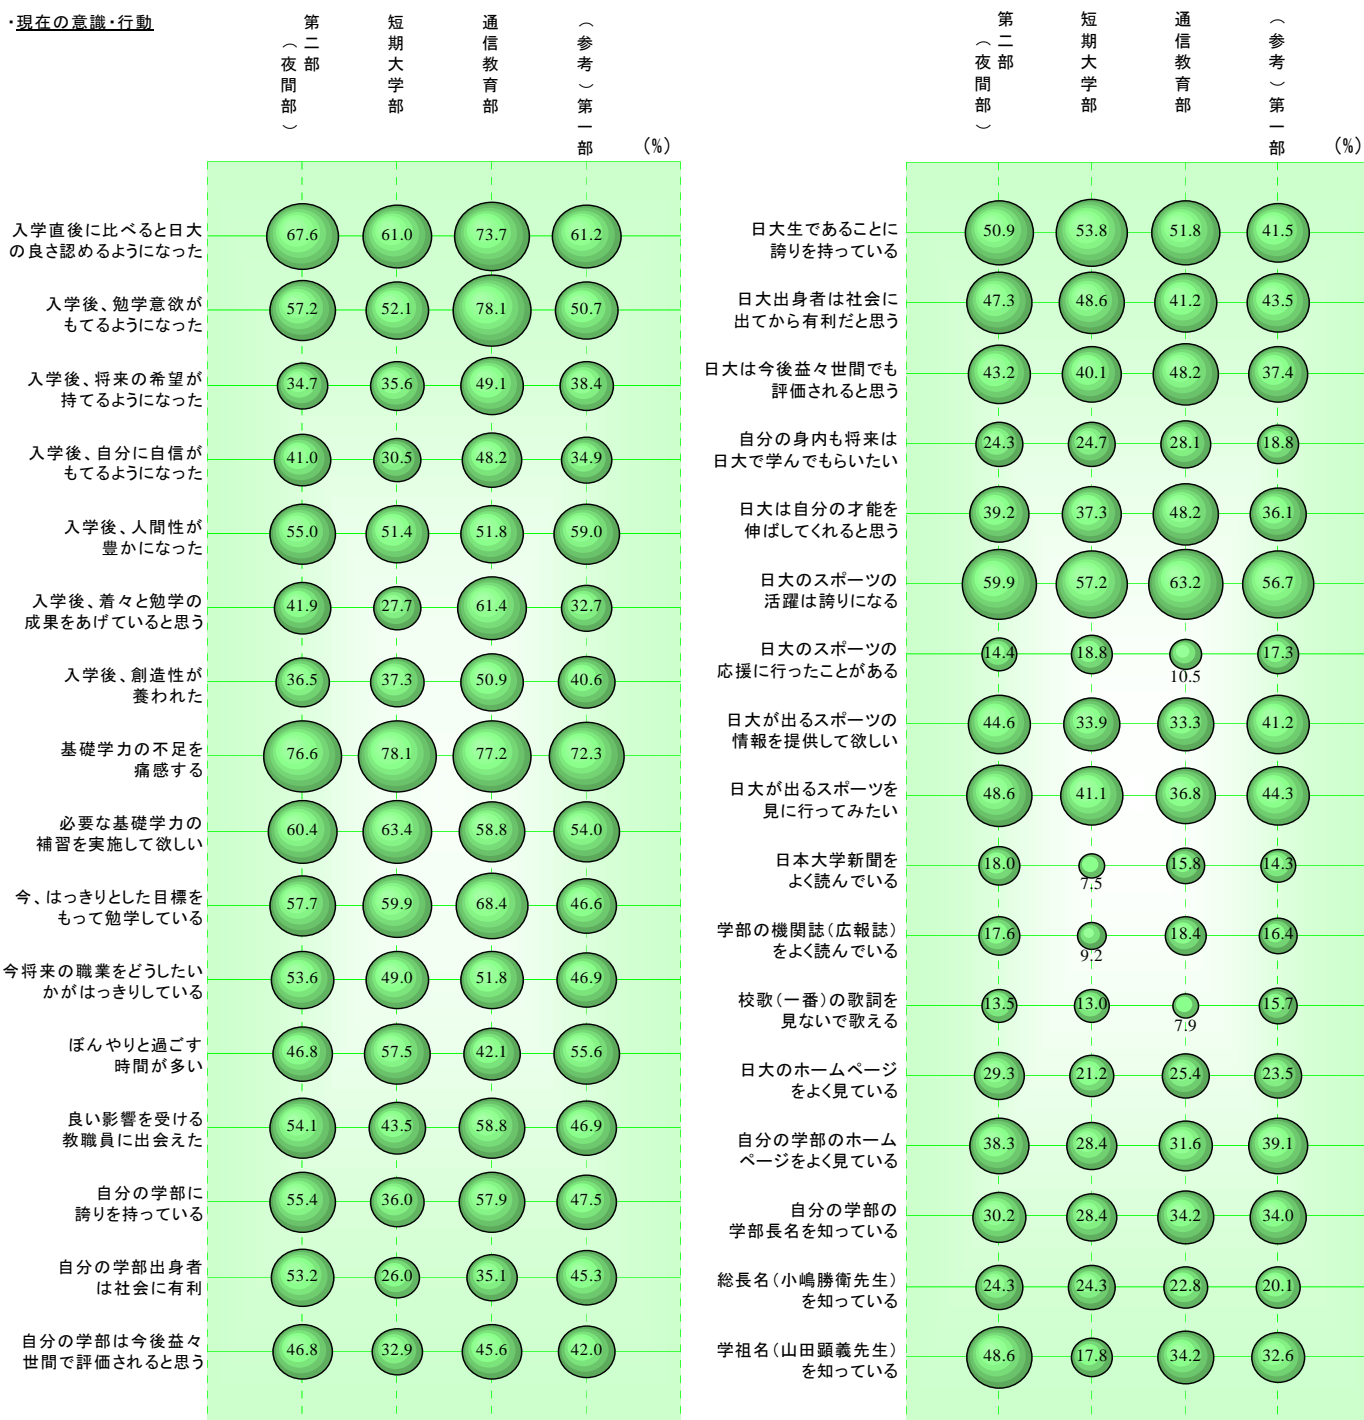 ・現在の意識・行動
第二部
（夜間部）
短期大学部
通信教育部
（参考）第一部
(%)
入学直後に比べると日大
の良さ認めるようになった
67.6 61.0 73.7 61.2
入学後、勉学意欲が
もてるようになった
57.2 52.1 78.1 50.7
入学後、将来の希望が
持てるようになった
34.7 35.6 49.1 38.4
入学後、自分に自信が
もてるようになった
41.0 30.5 48.2 34.9
入学後、人間性が
豊かになった
55.0 51.4 51.8 59.0
入学後、着々と勉学の
成果をあげていると思う
41.9 27.7 61.4 32.7
入学後、創造性が
養われた
36.5 37.3 50.9 40.6
基礎学力の不足を
痛感する
76.6 78.1 77.2 72.3
必要な基礎学力の
補習を実施して欲しい
60.4 63.4 58.8 54.0
今、はっきりとした目標を
もって勉学している
57.7 59.9 68.4 46.6
今将来の職業をどうしたい
かがはっきりしている
53.6 49.0 51.8 46.9
ぼんやりと過ごす
時間が多い
46.8 57.5 42.1 55.6
良い影響を受ける
教職員に出会えた
54.1 43.5 58.8 46.9
自分の学部に
誇りを持っている
55.4 36.0 57.9 47.5
自分の学部出身者
は社会に有利
53.2 26.0 35.1 45.3
自分の学部は今後益々
世間で評価されると思う
46.8 32.9 45.6 42.0
第二部
（夜間部）
短期大学部
通信教育部
（参考）第一部
(%)
日大生であることに
誇りを持っている
50.9 53.8 51.8 41.5
日大出身者は社会に
出てから有利だと思う
47.3 48.6 41.2 43.5
日大は今後益々世間でも
評価されると思う
43.2 40.1 48.2 37.4
自分の身内も将来は
日大で学んでもらいたい
24.3 24.7 28.1 18.8
日大は自分の才能を
伸ばしてくれると思う
39.2 37.3 48.2 36.1
日大のスポーツの
活躍は誇りになる
59.9 57.2 63.2 56.7
日大のスポーツの
応援に行ったことがある
14.4 18.8 10.5 17.3
日大が出るスポーツの
情報を提供して欲しい
44.6 33.9 33.3 41.2
日大が出るスポーツを
見に行ってみたい
48.6 41.1 36.8 44.3
日本大学新聞を
よく読んでいる
18.0 7.5 15.8 14.3
学部の機関誌（広報誌）
をよく読んでいる
17.6 9.2 18.4 16.4
校歌（一番）の歌詞を
見ないで歌える
13.5 13.0 7.9 15.7
日大のホームページ
をよく見ている
29.3 21.2 25.4 23.5
自分の学部のホーム
ページをよく見ている
38.3 28.4 31.6 39.1
自分の学部の
学部長名を知っている
30.2 28.4 34.2 34.0
総長名（小嶋勝衛先生）
を知っている
24.3 24.3 22.8 20.1
学祖名（山田顕義先生）
を知っている
48.6 17.8 34.2 32.6